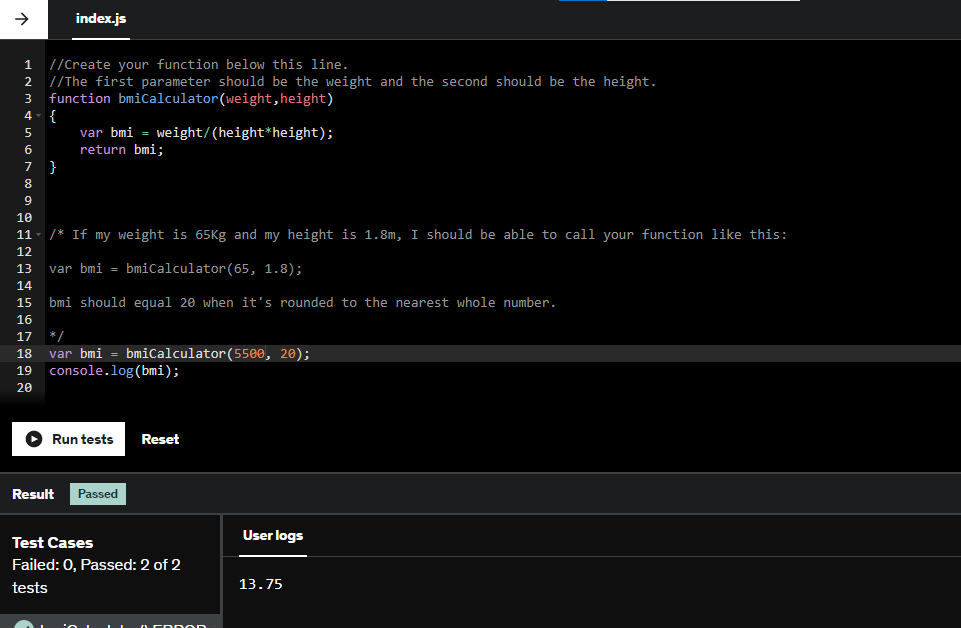 index.js
1 //Create your function below this line.
2 //The first parameter should be the weight and the second should be the height.
3 function bmiCalculator(weight,height)
4 {
5 var bmi = weight/(height*height);
6 return bmi;
7 }
8
9
10
11 /* If my weight is 65Kg and my height is 1.8m, I should be able to call your function like this:
12
13 var bmi = bmiCalculator(65, 1.8);
14
15 bmi should equal 20 when it's rounded to the nearest whole number.
16
17 */
18 var bmi = bmiCalculator(5500, 20);
19 console.log(bmi);
20
Run tests Reset
Result Passed
Test Cases
Failed: 0, Passed: 2 of 2
tests
User logs
13.75